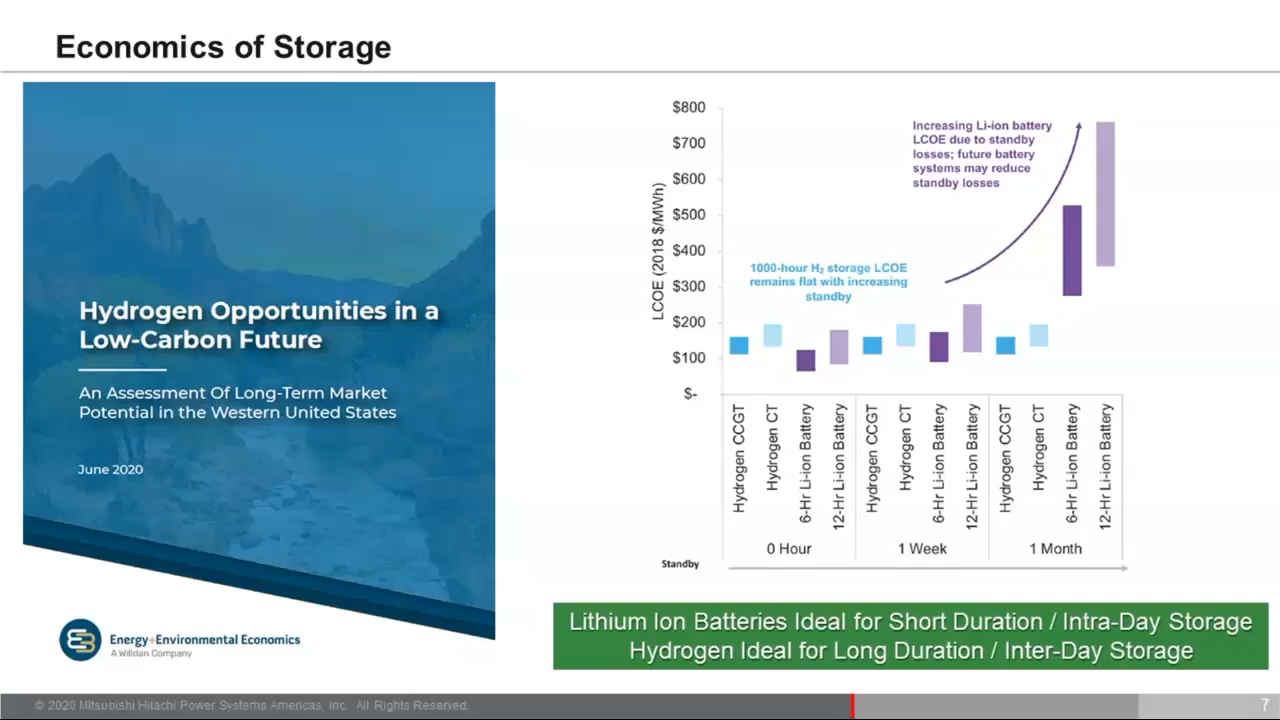 Economics of Storage
Hydrogen Opportunities in a
Low-Carbon Future
An Assessment Of Long-Term Market
Potential in the Western United States
June 2020
Energy+Environmental Economics
A Willdan Company
LCOE (2018 $/MWh)
$800
$700
$600
$500
$400
$300
$200
$100
$-
Increasing Li-ion battery
LCOE due to standby
losses; future battery
systems may reduce
standby losses
1000-hour H₂ storage LCOE
remains flat with increasing
standby
Hydrogen CCGT
Hydrogen CT
6-Hr Li-ion Battery
12-Hr Li-ion Battery
Hydrogen CCGT
Hydrogen CT
6-Hr Li-ion Battery
12-Hr Li-ion Battery
Hydrogen CCGT
Hydrogen CT
6-Hr Li-ion Battery
12-Hr Li-ion Battery
0 Hour
1 Week
1 Month
Standby
Lithium Ion Batteries Ideal for Short Duration / Intra-Day Storage
Hydrogen Ideal for Long Duration / Inter-Day Storage
© 2020 Mitsubishi Hitachi Power Systems Americas, Inc. All Rights Reserved.
7